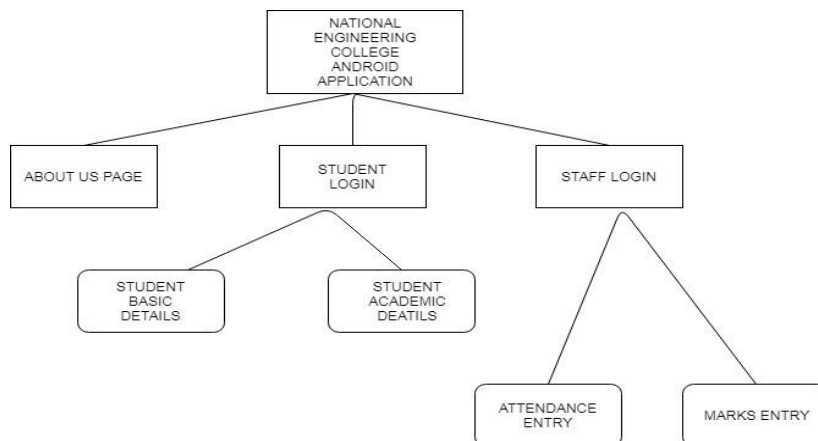 NATIONAL
ENGINEERING
COLLEGE
ANDROID
APPLICATION
ABOUT US PAGE
STUDENT
LOGIN
STAFF LOGIN
STUDENT
BASIC
DETAILS
STUDENT
ACADEMIC
DEATILS
ATTENDANCE
ENTRY
MARKS ENTRY